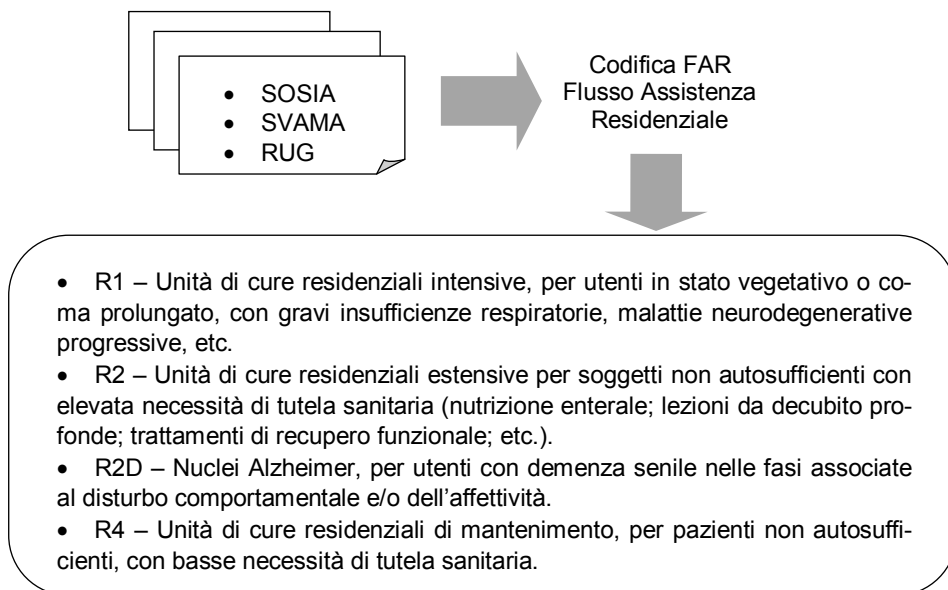 • SOSIA
• SVAMA
• RUG
Codifica FAR
Flusso Assistenza
Residenziale
• R1 – Unità di cure residenziali intensive, per utenti in stato vegetativo o co-
ma prolungato, con gravi insufficienze respiratorie, malattie neurodegenerative
progressive, etc.
• R2 – Unità di cure residenziali estensive per soggetti non autosufficienti con
elevata necessità di tutela sanitaria (nutrizione enterale; lezioni da decubito pro-
fonde; trattamenti di recupero funzionale; etc.).
• R2D – Nuclei Alzheimer, per utenti con demenza senile nelle fasi associate
al disturbo comportamentale e/o dell’affettività.
• R4 – Unità di cure residenziali di mantenimento, per pazienti non autosuffi-
cienti, con basse necessità di tutela sanitaria.